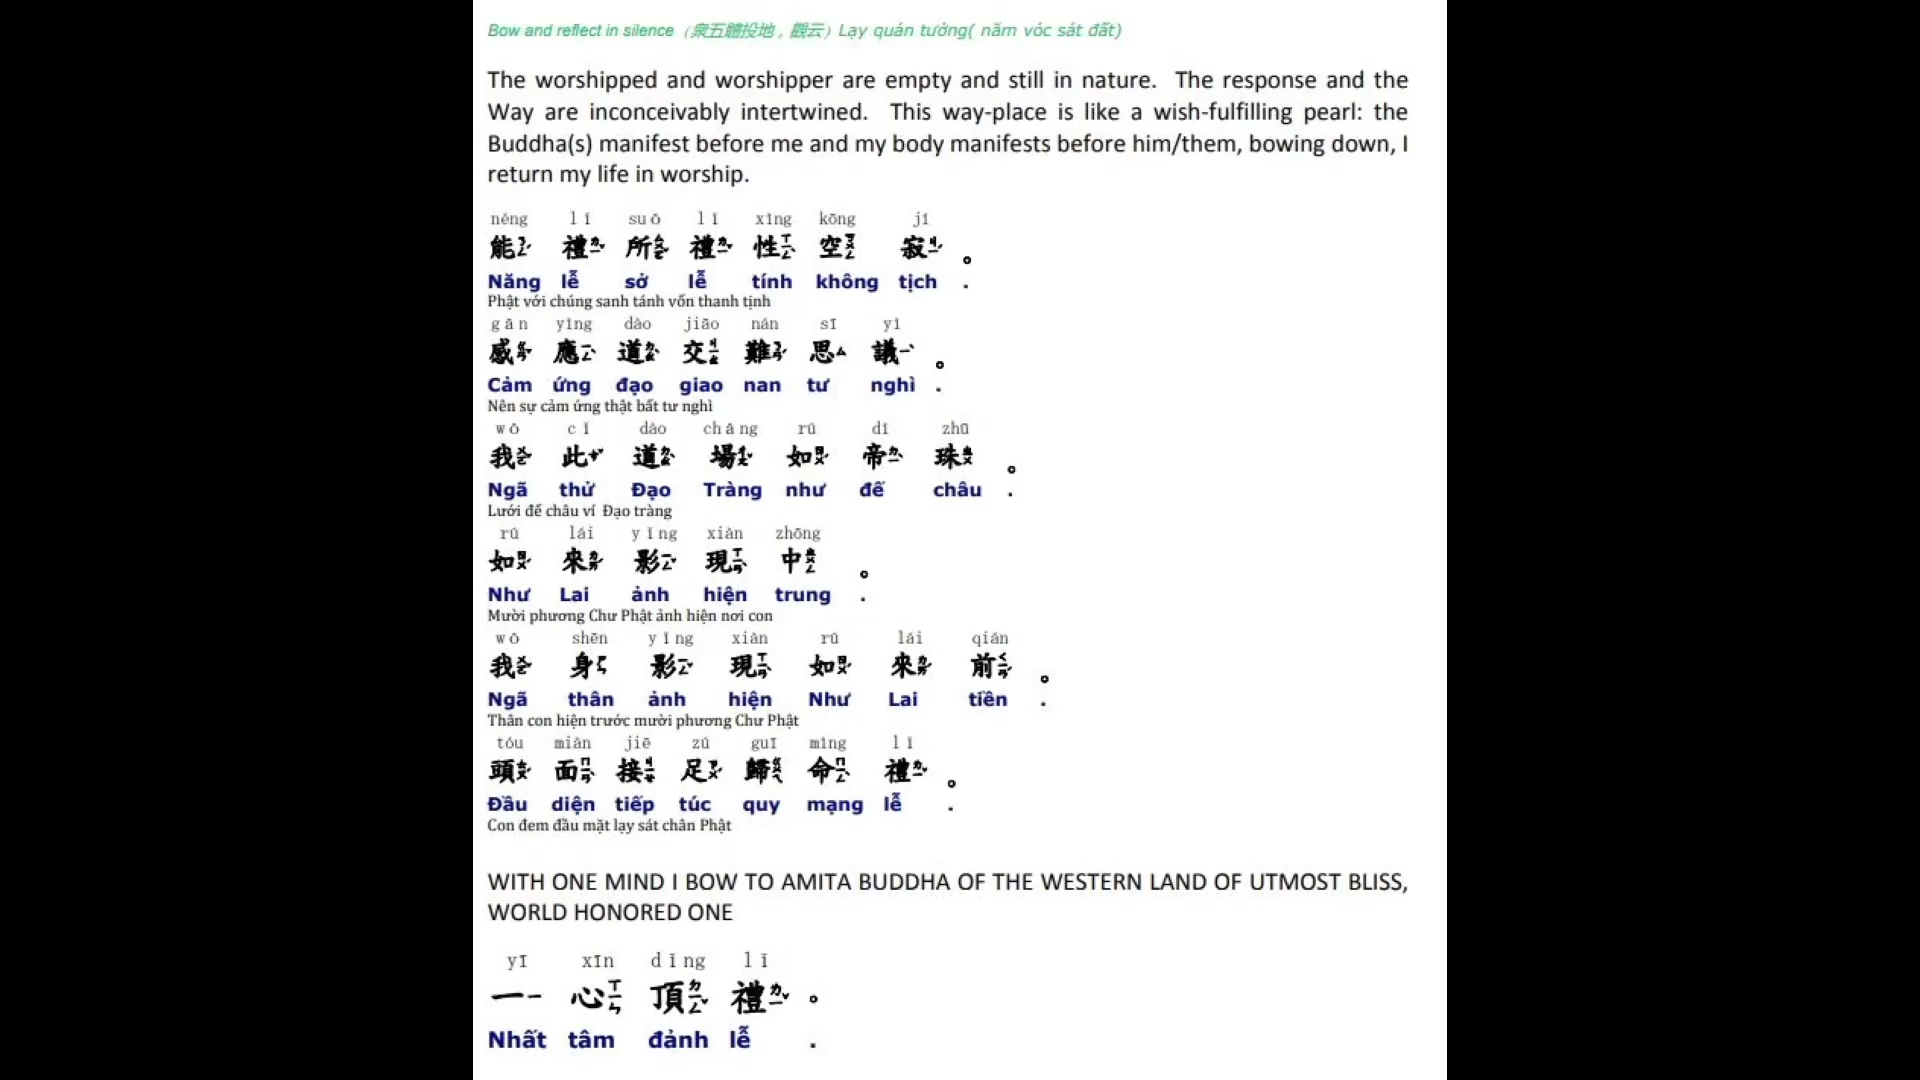 Bow and reflect in silence（衆五體投地，觀云）Lạy quán tưởng( năm vóc sát đất)
The worshipped and worshipper are empty and still in nature. The response and the
Way are inconceivably intertwined. This way-place is like a wish-fulfilling pearl: the
Buddha(s) manifest before me and my body manifests before him/them, bowing down, I
return my life in worship.
néng lǐ suǒ lǐ xìng kōng jí
能 禮 所 禮 性 空 寂 。
Năng lễ sở lễ tính không tịch .
Phật với chúng sanh tánh vốn thanh tịnh
gǎn yìng dào jiāo nán sī yì
感 應 道 交 難 思 議 。
Cảm ứng đạo giao nan tư nghì .
Nên sự cảm ứng thật bất tư nghì
wǒ cǐ dào chǎng rú dì zhū
我 此 道 場 如 帝 珠 。
Ngã thử Đạo Tràng như đế châu .
Lưới đế châu ví Đạo tràng
rú lái yǐng xiàn zhōng
如 來 影 現 中 。
Như Lai ảnh hiện trung .
Mười phương Chư Phật ảnh hiện nơi con
wǒ shēn yǐng xiàn rú lái qián
我 身 影 現 如 來 前 。
Ngã thân ảnh hiện Như Lai tiền .
Thân con hiện trước mười phương Chư Phật
tóu miàn jiē zú guī mìng lǐ
頭 面 接 足 歸 命 禮 。
Đầu diện tiếp túc quy mạng lễ .
Con đem đầu mặt lạy sát chân Phật
WITH ONE MIND I BOW TO AMITA BUDDHA OF THE WESTERN LAND OF UTMOST BLISS,
WORLD HONORED ONE
yī xīn dǐng lǐ
一 心 頂 禮 。
Nhất tâm đảnh lễ .